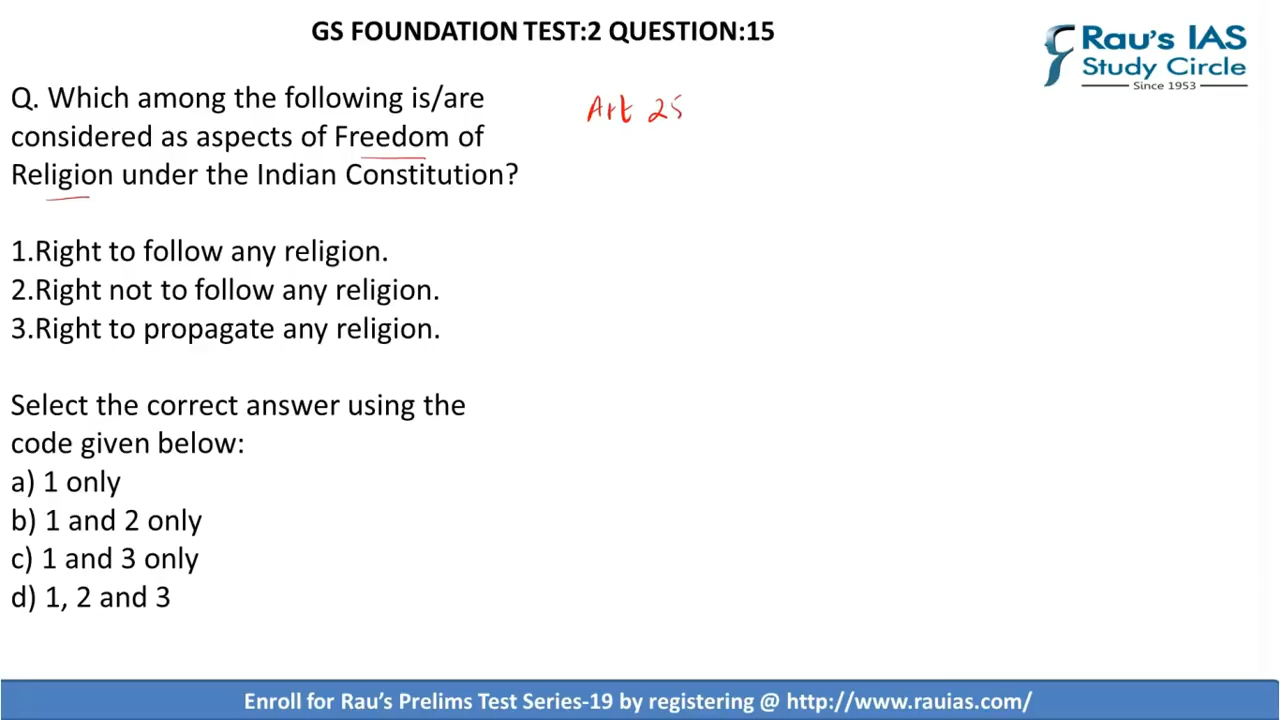 GS FOUNDATION TEST:2 QUESTION:15
Rau's IAS
Study Circle
Since 1953
Q. Which among the following is/are
considered as aspects of Freedom of
Religion under the Indian Constitution?
Art 25
1.Right to follow any religion.
2.Right not to follow any religion.
3.Right to propagate any religion.
Select the correct answer using the
code given below:
a) 1 only
b) 1 and 2 only
c) 1 and 3 only
d) 1, 2 and 3
Enroll for Rau's Prelims Test Series-19 by registering @ http://www.rauias.com/